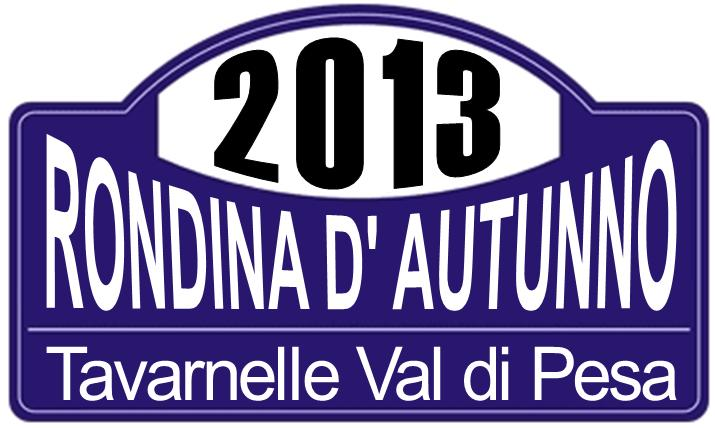 2013
RONDINA D' AUTUNNO
Tavarnelle Val di Pesa